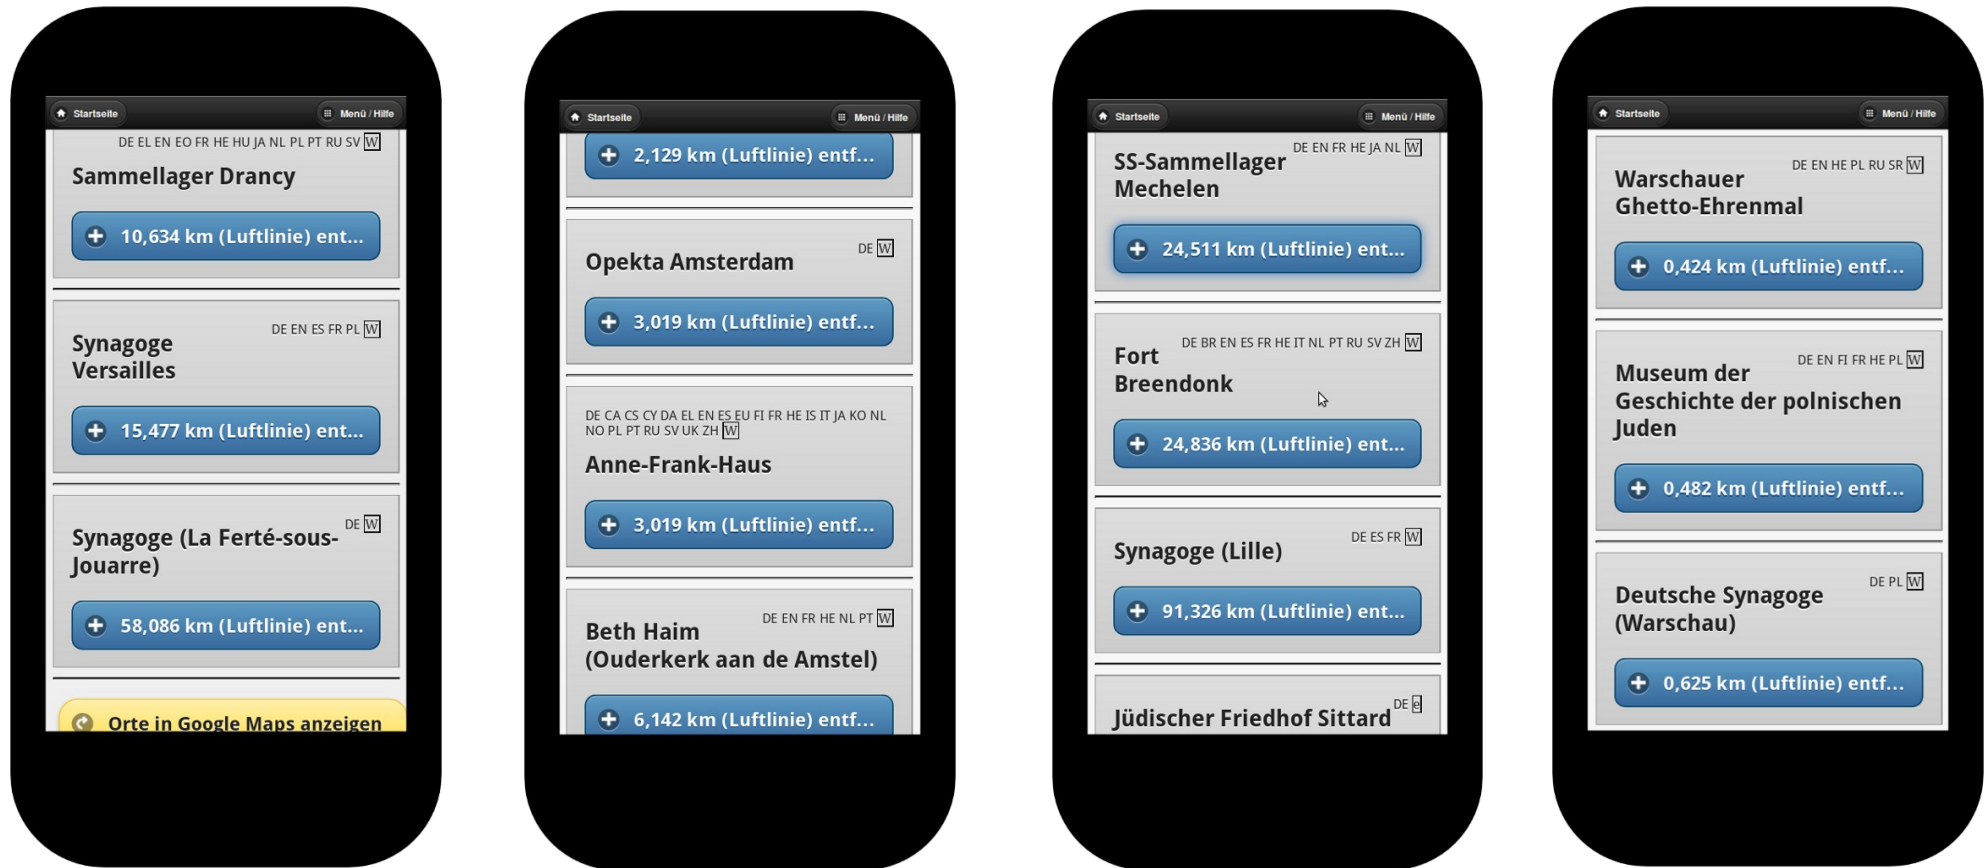 Startseite
Menü / Hilfe
DE EL EN EO FR HE HU JA NL PL PT RU SV W
Sammellager Drancy
10,634 km (Luftlinie) ent...
DE EN ES FR PL W
Synagoge
Versailles
15,477 km (Luftlinie) ent...
DE W
Synagoge (La Ferté-sous-
Jouarre)
58,086 km (Luftlinie) ent...
Orte in Google Maps anzeigen
Startseite
Menü / Hilfe
2,129 km (Luftlinie) entf...
DE W
Opekta Amsterdam
3,019 km (Luftlinie) entf...
DE CA CS CY DA EL EN ES EU FI FR HE IS IT JA KO NL
NO PL PT RU SV UK ZH W
Anne-Frank-Haus
3,019 km (Luftlinie) entf...
DE EN FR HE NL PT W
Beth Haim
(Ouderkerk aan de Amstel)
6,142 km (Luftlinie) entf...
Startseite
Menü / Hilfe
DE EN FR HE JA NL W
SS-Sammellager
Mechelen
24,511 km (Luftlinie) ent...
DE BR EN ES FR HE IT NL PT RU SV ZH W
Fort
Breendonk
24,836 km (Luftlinie) ent...
DE ES FR W
Synagoge (Lille)
91,326 km (Luftlinie) ent...
DE e
Jüdischer Friedhof Sittard
Startseite
Menü / Hilfe
DE EN HE PL RU SR W
Warschauer
Ghetto-Ehrenmal
0,424 km (Luftlinie) entf...
DE EN FI FR HE PL W
Museum der
Geschichte der polnischen
Juden
0,482 km (Luftlinie) entf...
DE PL W
Deutsche Synagoge
(Warschau)
0,625 km (Luftlinie) entf...